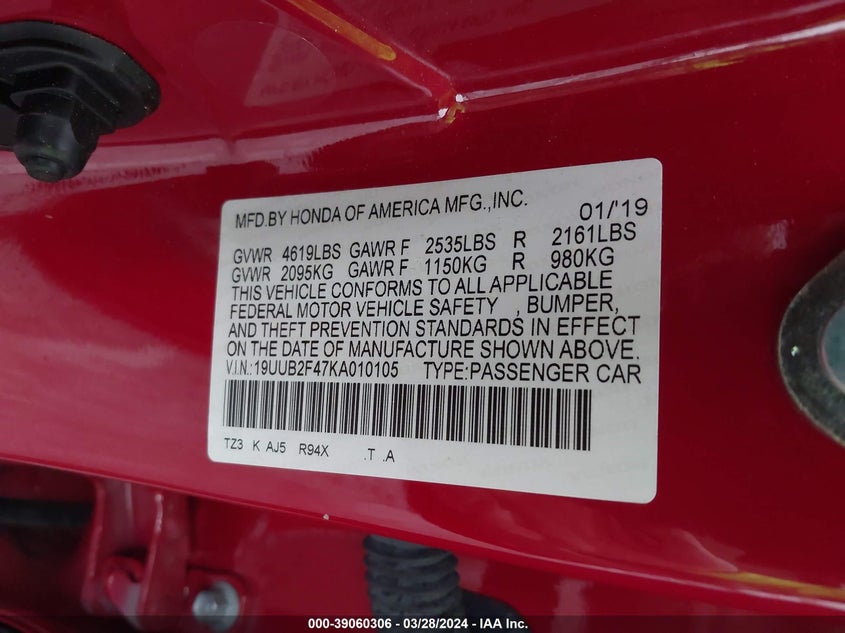 MFD.BY HONDA OF AMERICA MFG.,INC. 01/'19
GVWR 4619LBS GAWR F 2535LBS R 2161LBS
GVWR 2095KG GAWR F 1150KG R 980KG
THIS VEHICLE CONFORMS TO ALL APPLICABLE
FEDERAL MOTOR VEHICLE SAFETY , BUMPER,
AND THEFT PREVENTION STANDARDS IN EFFECT
ON THE DATE OF MANUFACTURE SHOWN ABOVE.
V.I.N.:19UUB2F47KA010105 TYPE:PASSENGER CAR
TZ3 K AJ5 R94X .T .A
000-39060306 — 03/28/2024 — IAA Inc.